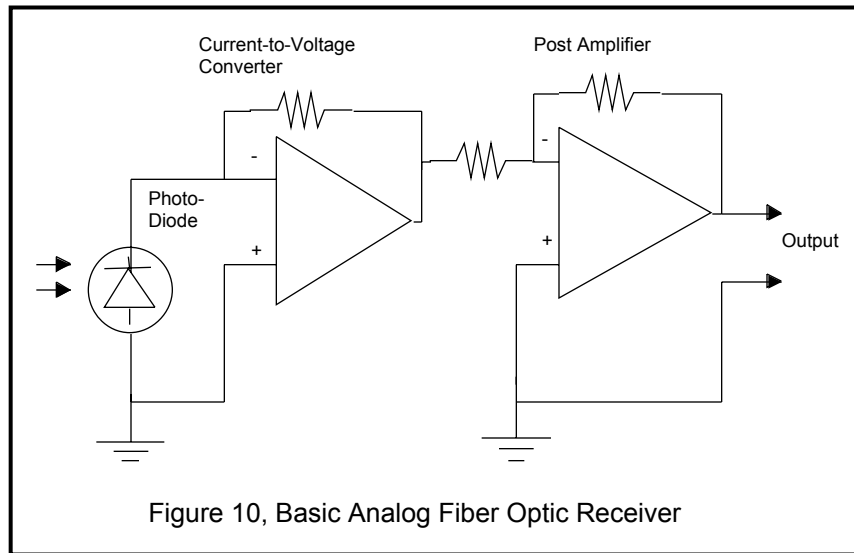 Current-to-Voltage
Converter
Post Amplifier
-
-
Photo-
Diode
+
+
Output
Figure 10, Basic Analog Fiber Optic Receiver